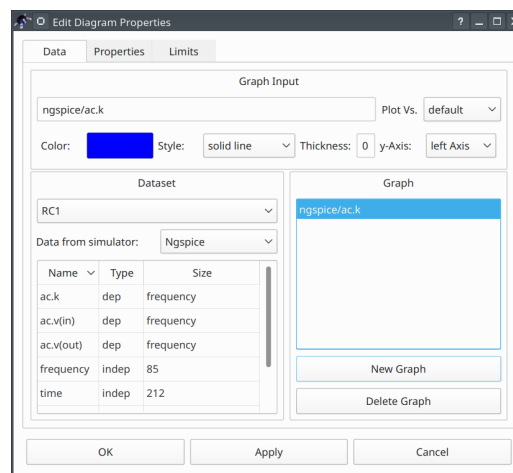 Edit Diagram Properties
Data Properties Limits
Graph Input
ngspice/ac.k Plot Vs. default
Color: Style: solid line Thickness: 0 y-Axis: left Axis
Dataset
RC1
Data from simulator: Ngspice
Name Type Size
ac.k dep frequency
ac.v(in) dep frequency
ac.v(out) dep frequency
frequency indep 85
time indep 212
Graph
ngspice/ac.k
New Graph
Delete Graph
OK Apply Cancel